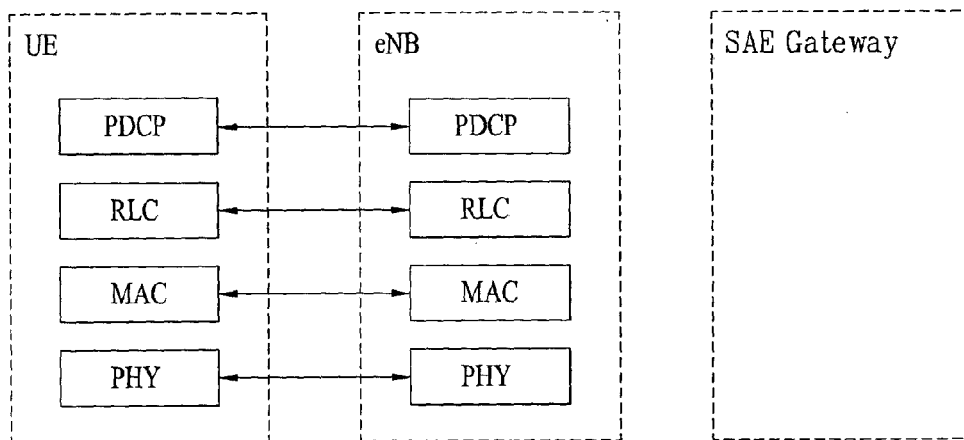 UE
eNB
SAE Gateway
PDCP
PDCP
RLC
RLC
MAC
MAC
PHY
PHY